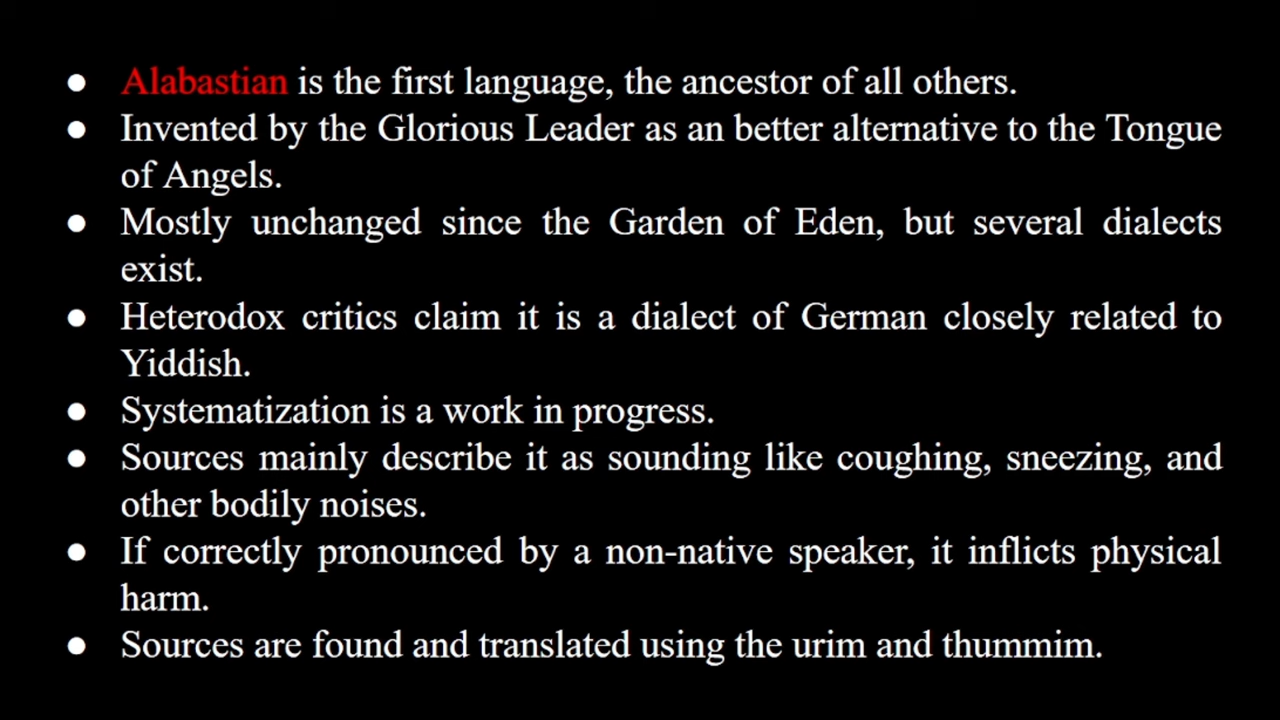 ● Alabastian is the first language, the ancestor of all others.
● Invented by the Glorious Leader as an better alternative to the Tongue
of Angels.
● Mostly unchanged since the Garden of Eden, but several dialects
exist.
● Heterodox critics claim it is a dialect of German closely related to
Yiddish.
● Systematization is a work in progress.
● Sources mainly describe it as sounding like coughing, sneezing, and
other bodily noises.
● If correctly pronounced by a non-native speaker, it inflicts physical
harm.
● Sources are found and translated using the urim and thummim.